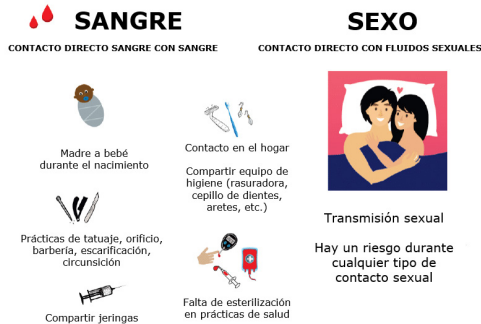 SANGRE
CONTACTO DIRECTO SANGRE CON SANGRE
Madre a bebé
durante el nacimiento
Prácticas de tatuaje, orificio,
barbería, escarificación,
circunsición
Compartir jeringas
Contacto en el hogar
Compartir equipo de
higiene (rasuradora,
cepillo de dientes,
aretes, etc.)
Falta de esterilización
en prácticas de salud
SEXO
CONTACTO DIRECTO CON FLUIDOS SEXUALES
Transmisión sexual
Hay un riesgo durante
cualquier tipo de
contacto sexual